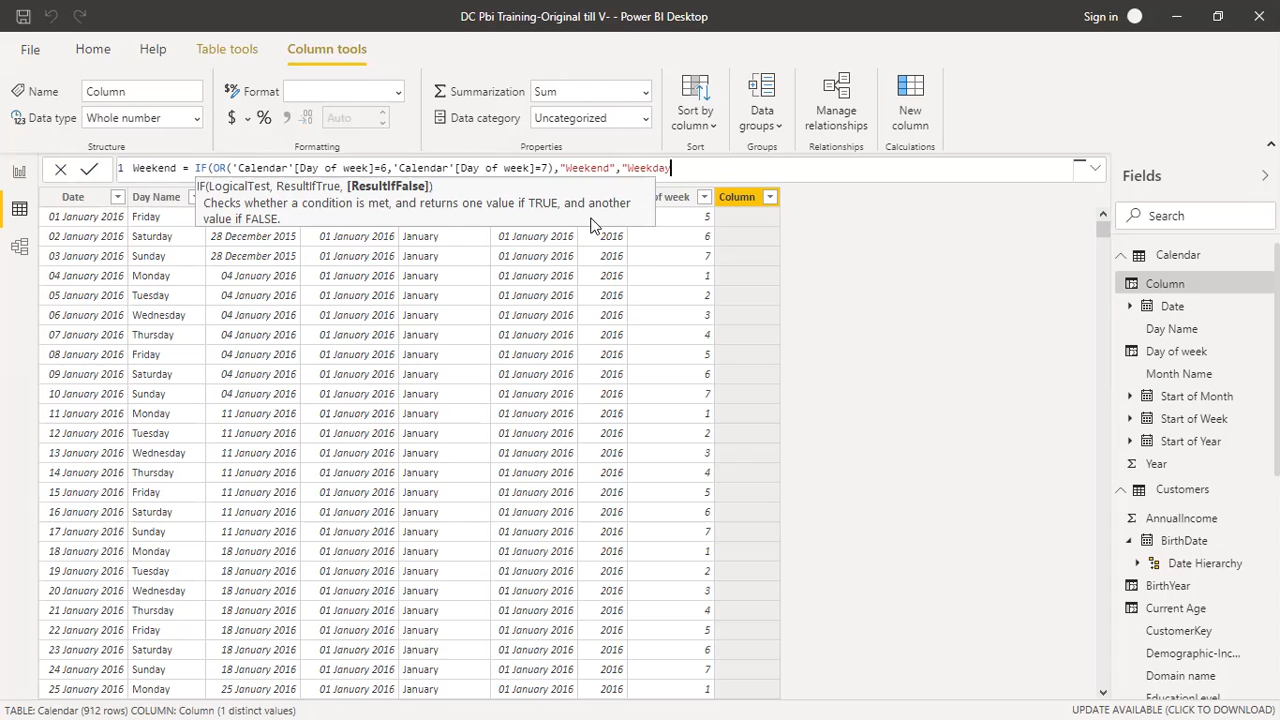 DC Pbi Training-Original till V- - Power BI Desktop
Sign in
File Home Help Table tools Column tools
Name Column
Format
Summarization Sum
Sort by column
Data groups
Manage relationships
New column
Data type Whole number
$ % Auto
Data category Uncategorized
Structure Formatting Properties Sort Groups Relationships Calculations
1 Weekend = IF(OR('Calendar'[Day of week]=6,'Calendar'[Day of week]=7),"Weekend","Weekday
IF(LogicalTest, ResultIfTrue, [ResultIfFalse])
Checks whether a condition is met, and returns one value if TRUE, and another
value if FALSE.
Date Day Name of week Column
01 January 2016 Friday 5
02 January 2016 Saturday 28 December 2015 01 January 2016 January 01 January 2016 2016 6
03 January 2016 Sunday 28 December 2015 01 January 2016 January 01 January 2016 2016 7
04 January 2016 Monday 04 January 2016 01 January 2016 January 01 January 2016 2016 1
05 January 2016 Tuesday 04 January 2016 01 January 2016 January 01 January 2016 2016 2
06 January 2016 Wednesday 04 January 2016 01 January 2016 January 01 January 2016 2016 3
07 January 2016 Thursday 04 January 2016 01 January 2016 January 01 January 2016 2016 4
08 January 2016 Friday 04 January 2016 01 January 2016 January 01 January 2016 2016 5
09 January 2016 Saturday 04 January 2016 01 January 2016 January 01 January 2016 2016 6
10 January 2016 Sunday 04 January 2016 01 January 2016 January 01 January 2016 2016 7
11 January 2016 Monday 11 January 2016 01 January 2016 January 01 January 2016 2016 1
12 January 2016 Tuesday 11 January 2016 01 January 2016 January 01 January 2016 2016 2
13 January 2016 Wednesday 11 January 2016 01 January 2016 January 01 January 2016 2016 3
14 January 2016 Thursday 11 January 2016 01 January 2016 January 01 January 2016 2016 4
15 January 2016 Friday 11 January 2016 01 January 2016 January 01 January 2016 2016 5
16 January 2016 Saturday 11 January 2016 01 January 2016 January 01 January 2016 2016 6
17 January 2016 Sunday 11 January 2016 01 January 2016 January 01 January 2016 2016 7
18 January 2016 Monday 18 January 2016 01 January 2016 January 01 January 2016 2016 1
19 January 2016 Tuesday 18 January 2016 01 January 2016 January 01 January 2016 2016 2
20 January 2016 Wednesday 18 January 2016 01 January 2016 January 01 January 2016 2016 3
21 January 2016 Thursday 18 January 2016 01 January 2016 January 01 January 2016 2016 4
22 January 2016 Friday 18 January 2016 01 January 2016 January 01 January 2016 2016 5
23 January 2016 Saturday 18 January 2016 01 January 2016 January 01 January 2016 2016 6
24 January 2016 Sunday 18 January 2016 01 January 2016 January 01 January 2016 2016 7
25 January 2016 Monday 25 January 2016 01 January 2016 January 01 January 2016 2016 1
Fields
Search
Calendar
Column
Date
Day Name
Day of week
Month Name
Start of Month
Start of Week
Start of Year
Year
Customers
AnnualIncome
BirthDate
Date Hierarchy
BirthYear
Current Age
CustomerKey
Demographic-Inc...
Domain name
EducationLevel
TABLE: Calendar (912 rows) COLUMN: Column (1 distinct values)
UPDATE AVAILABLE (CLICK TO DOWNLOAD)